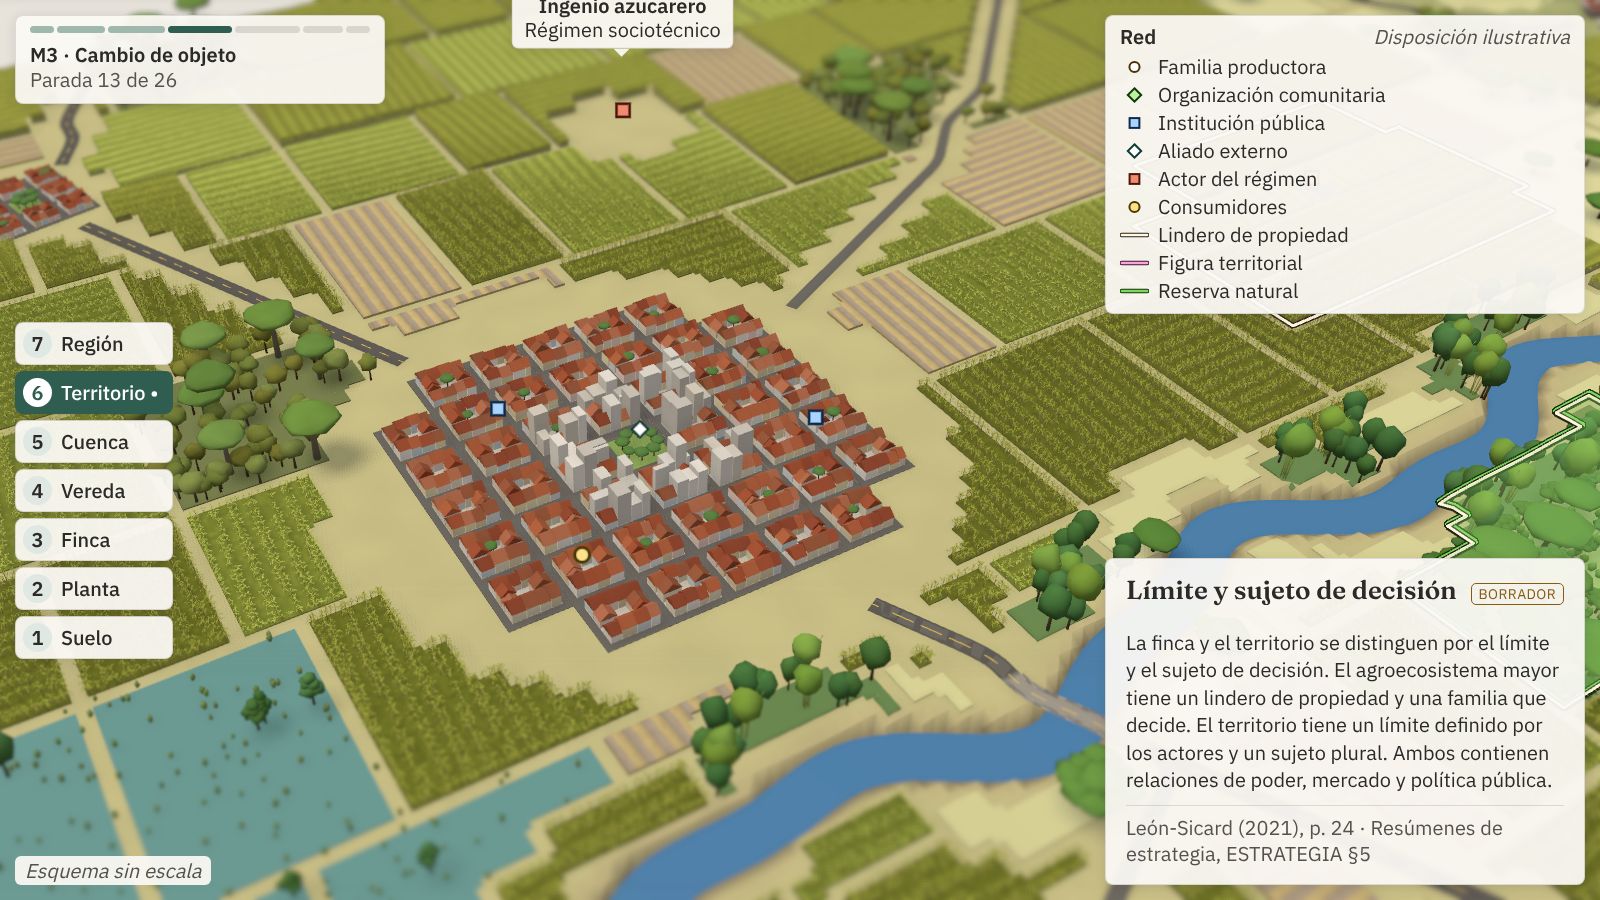 M3 · Cambio de objeto
Parada 13 de 26
Ingenio azucarero
Régimen sociotécnico
Red
Disposición ilustrativa
Familia productora
Organización comunitaria
Institución pública
Aliado externo
Actor del régimen
Consumidores
Lindero de propiedad
Figura territorial
Reserva natural
7 Región
6 Territorio •
5 Cuenca
4 Vereda
3 Finca
2 Planta
1 Suelo
Límite y sujeto de decisión BORRADOR
La finca y el territorio se distinguen por el límite
y el sujeto de decisión. El agroecosistema mayor
tiene un lindero de propiedad y una familia que
decide. El territorio tiene un límite definido por
los actores y un sujeto plural. Ambos contienen
relaciones de poder, mercado y política pública.
León-Sicard (2021), p. 24 · Resúmenes de
estrategia, ESTRATEGIA §5
Esquema sin escala